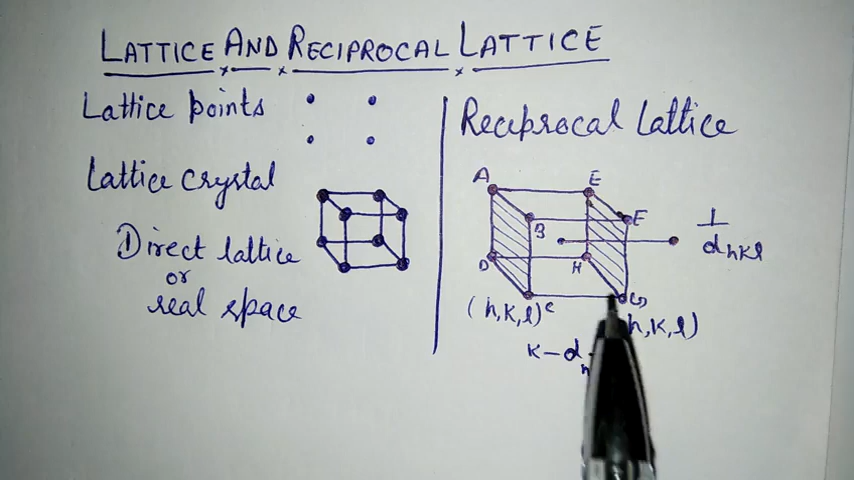 LATTICE AND RECIPROCAL LATTICE
Lattice points
Lattice crystal
Direct lattice
or
real space
Reciprocal Lattice
A
E
B
F
D
H
C
G
1
dhkl
(h,k,l)
h,k,l)
K-d
h